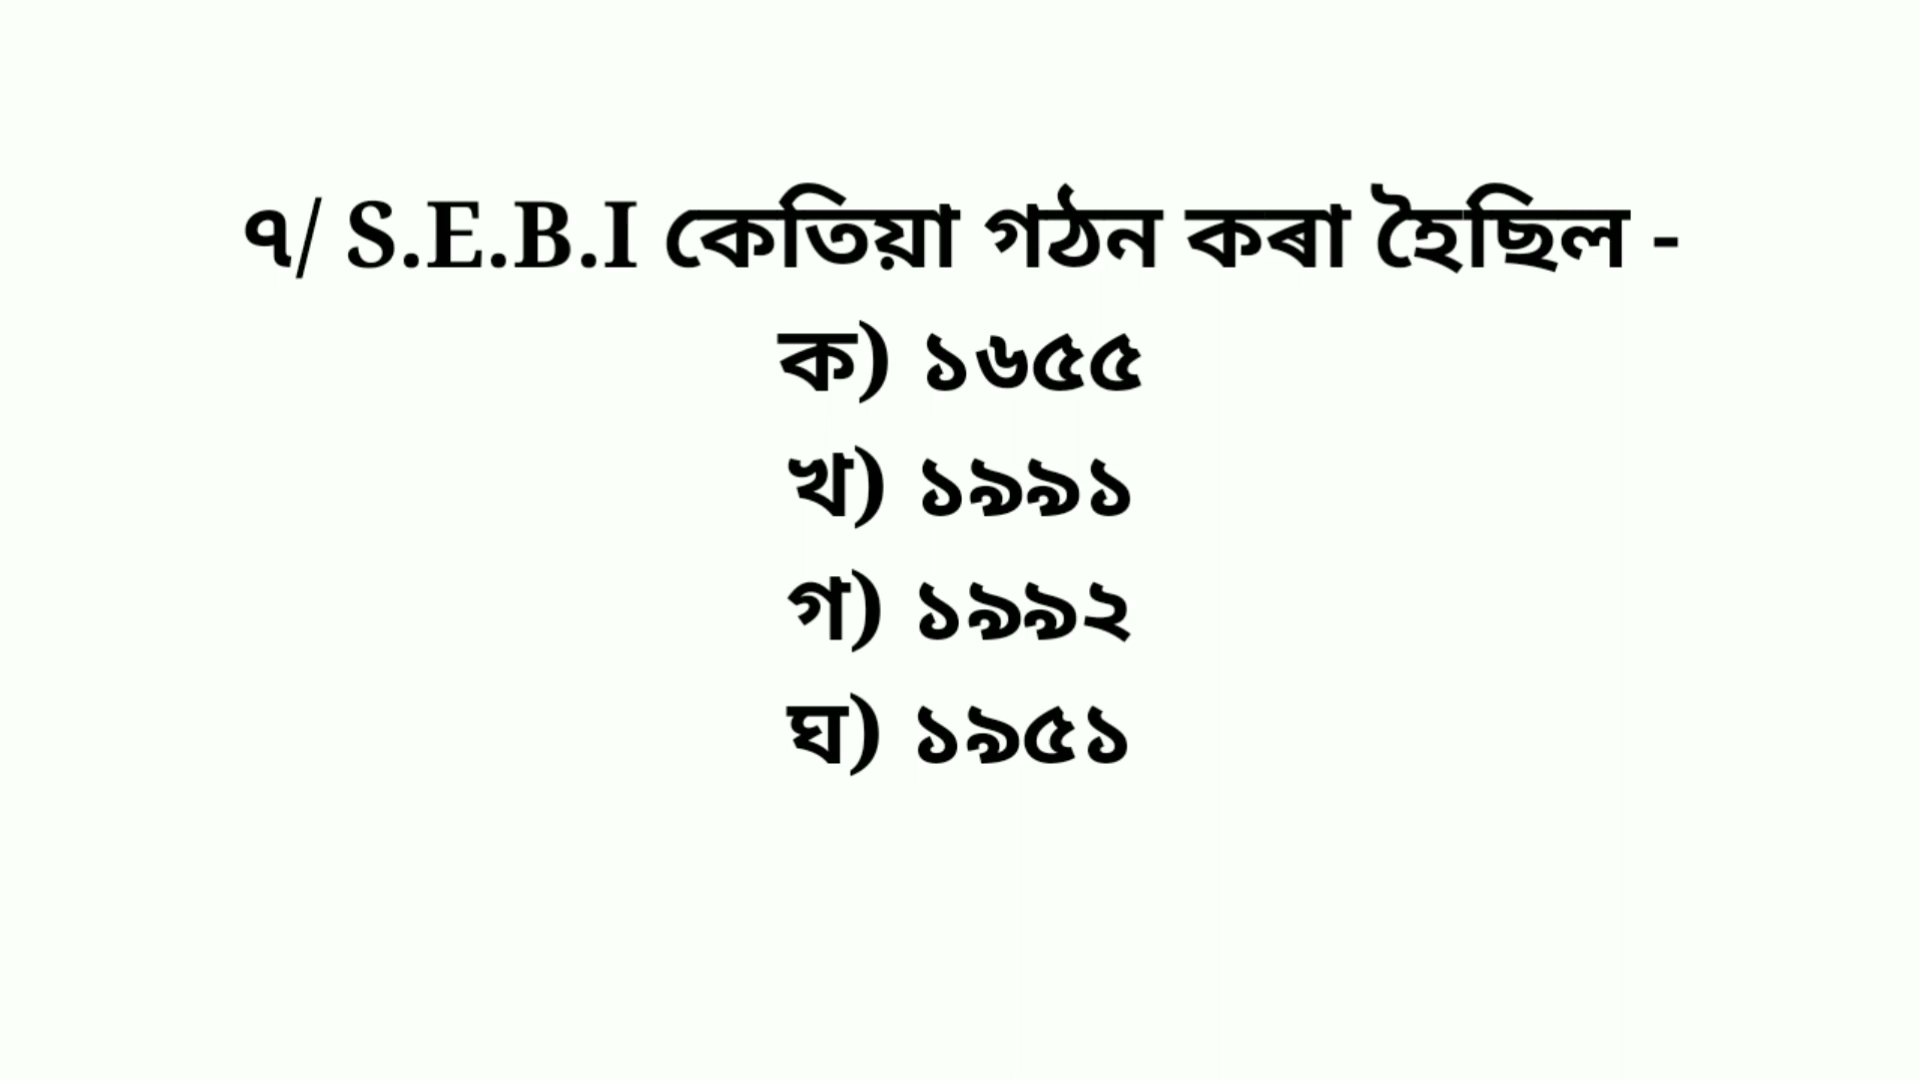 ৭/ S.E.B.I কেতিয়া গঠন কৰা হৈছিল -
ক) ১৬৫৫
খ) ১৯৯১
গ) ১৯৯২
ঘ) ১৯৫১